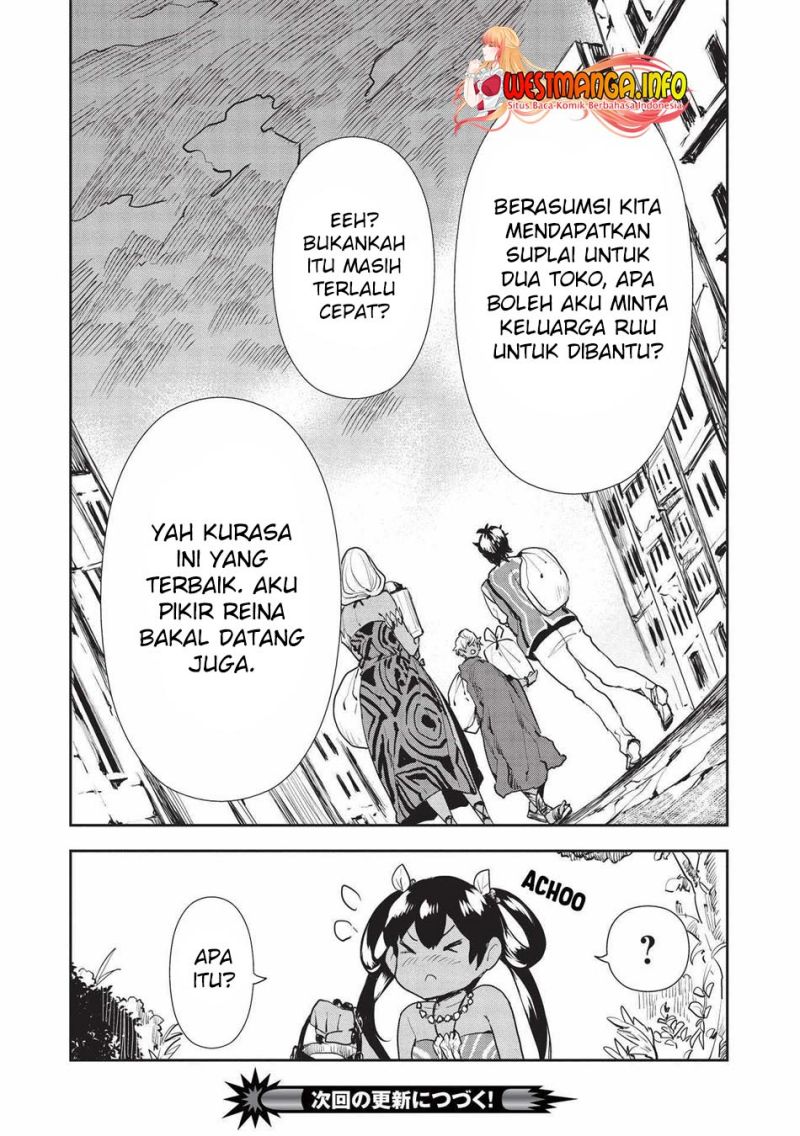 WESTMANGA.INFO
Situs Baca Komik Berbahasa Indonesia
BERASUMSI KITA
MENDAPATKAN
SUPLAI UNTUK
DUA TOKO, APA
BOLEH AKU MINTA
KELUARGA RUU
UNTUK DIBANTU?
EEH?
BUKANKAH
ITU MASIH
TERLALU
CEPAT?
YAH KURASA
INI YANG
TERBAIK. AKU
PIKIR REINA
BAKAL DATANG
JUGA.
ACHOO
?
APA
ITU?
次回の更新につづく!